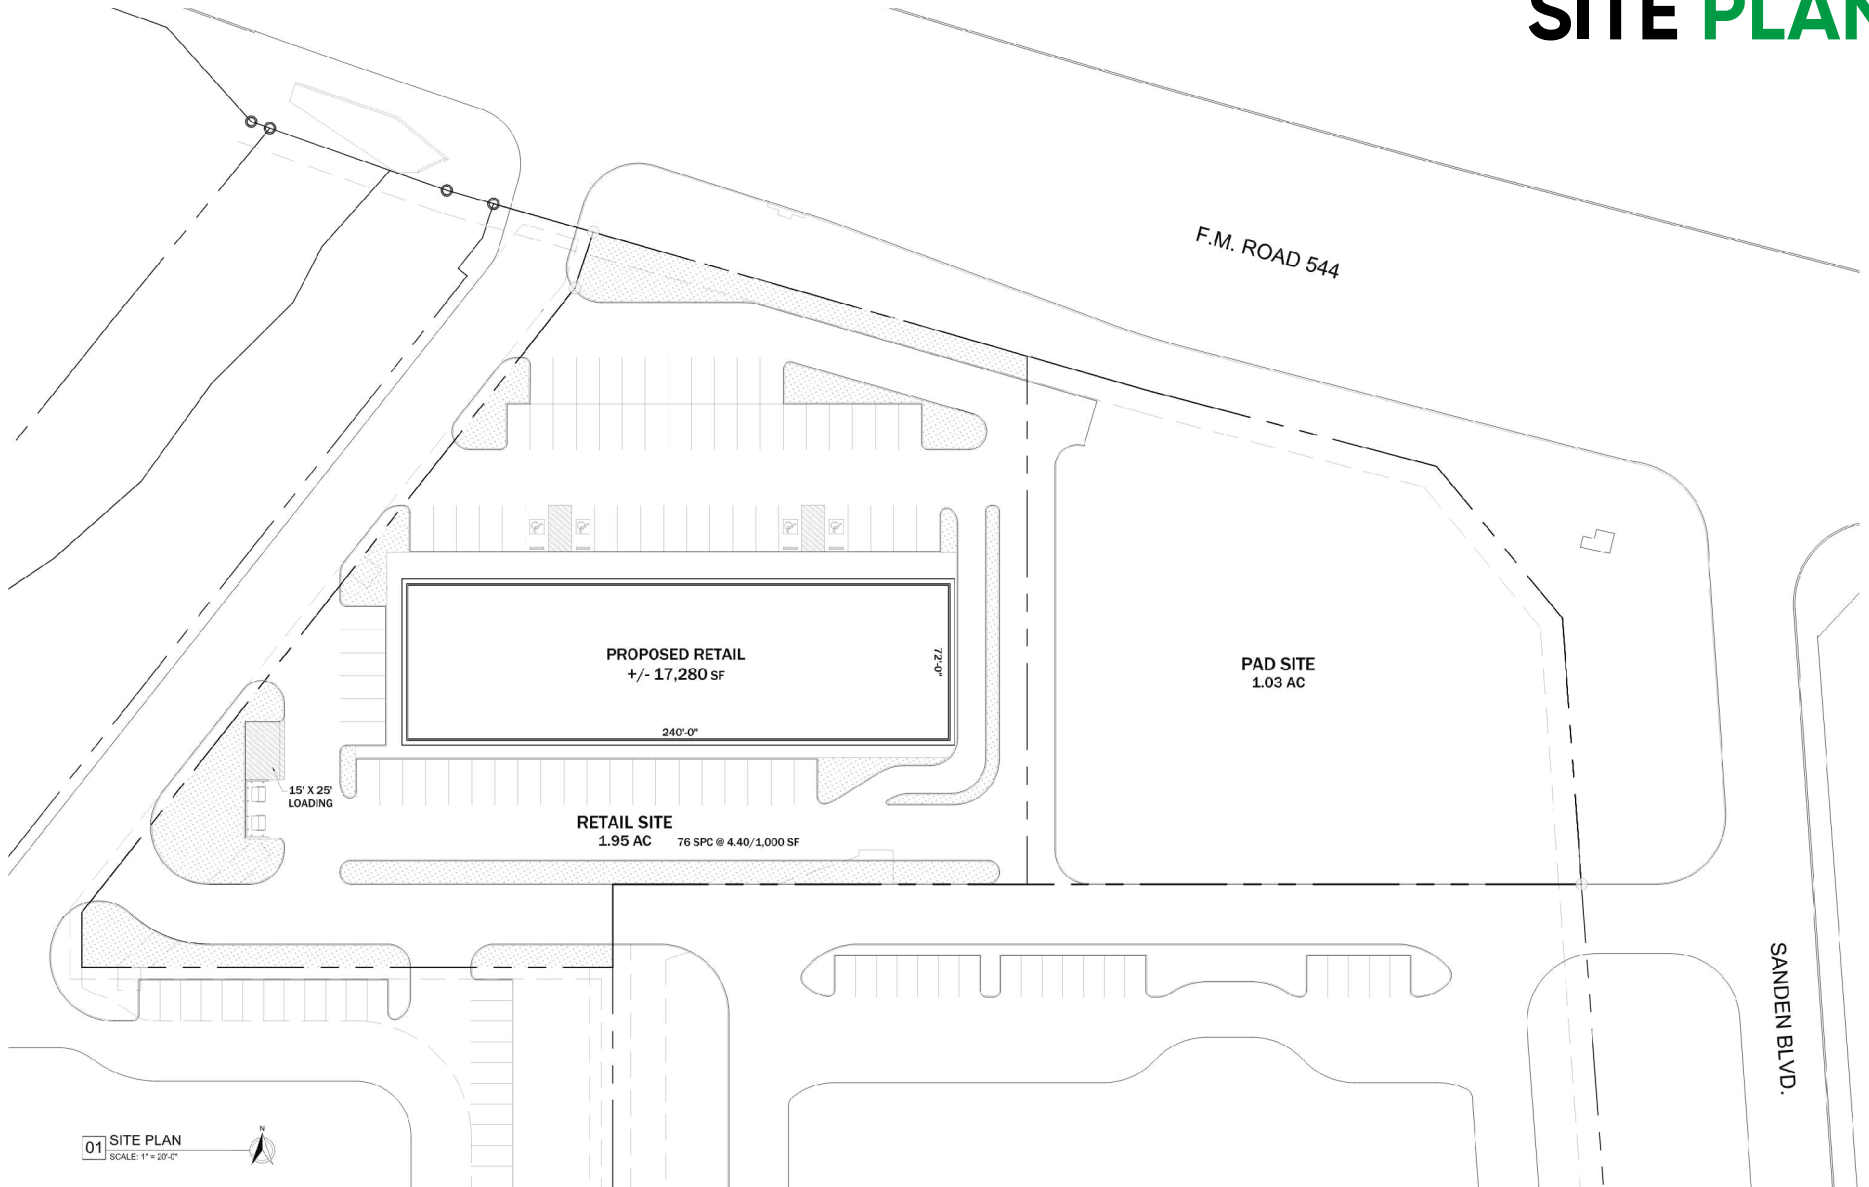 SITE PLAN
F.M. ROAD 544
PROPOSED RETAIL
+/- 17,280 SF
72'-0"
240'-0"
PAD SITE
1.03 AC
15' X 25'
LOADING
RETAIL SITE
1.95 AC 76 SPC @ 4.40/1,000 SF
SANDEN BLVD.
N
01 SITE PLAN
SCALE: 1" = 20'-0"